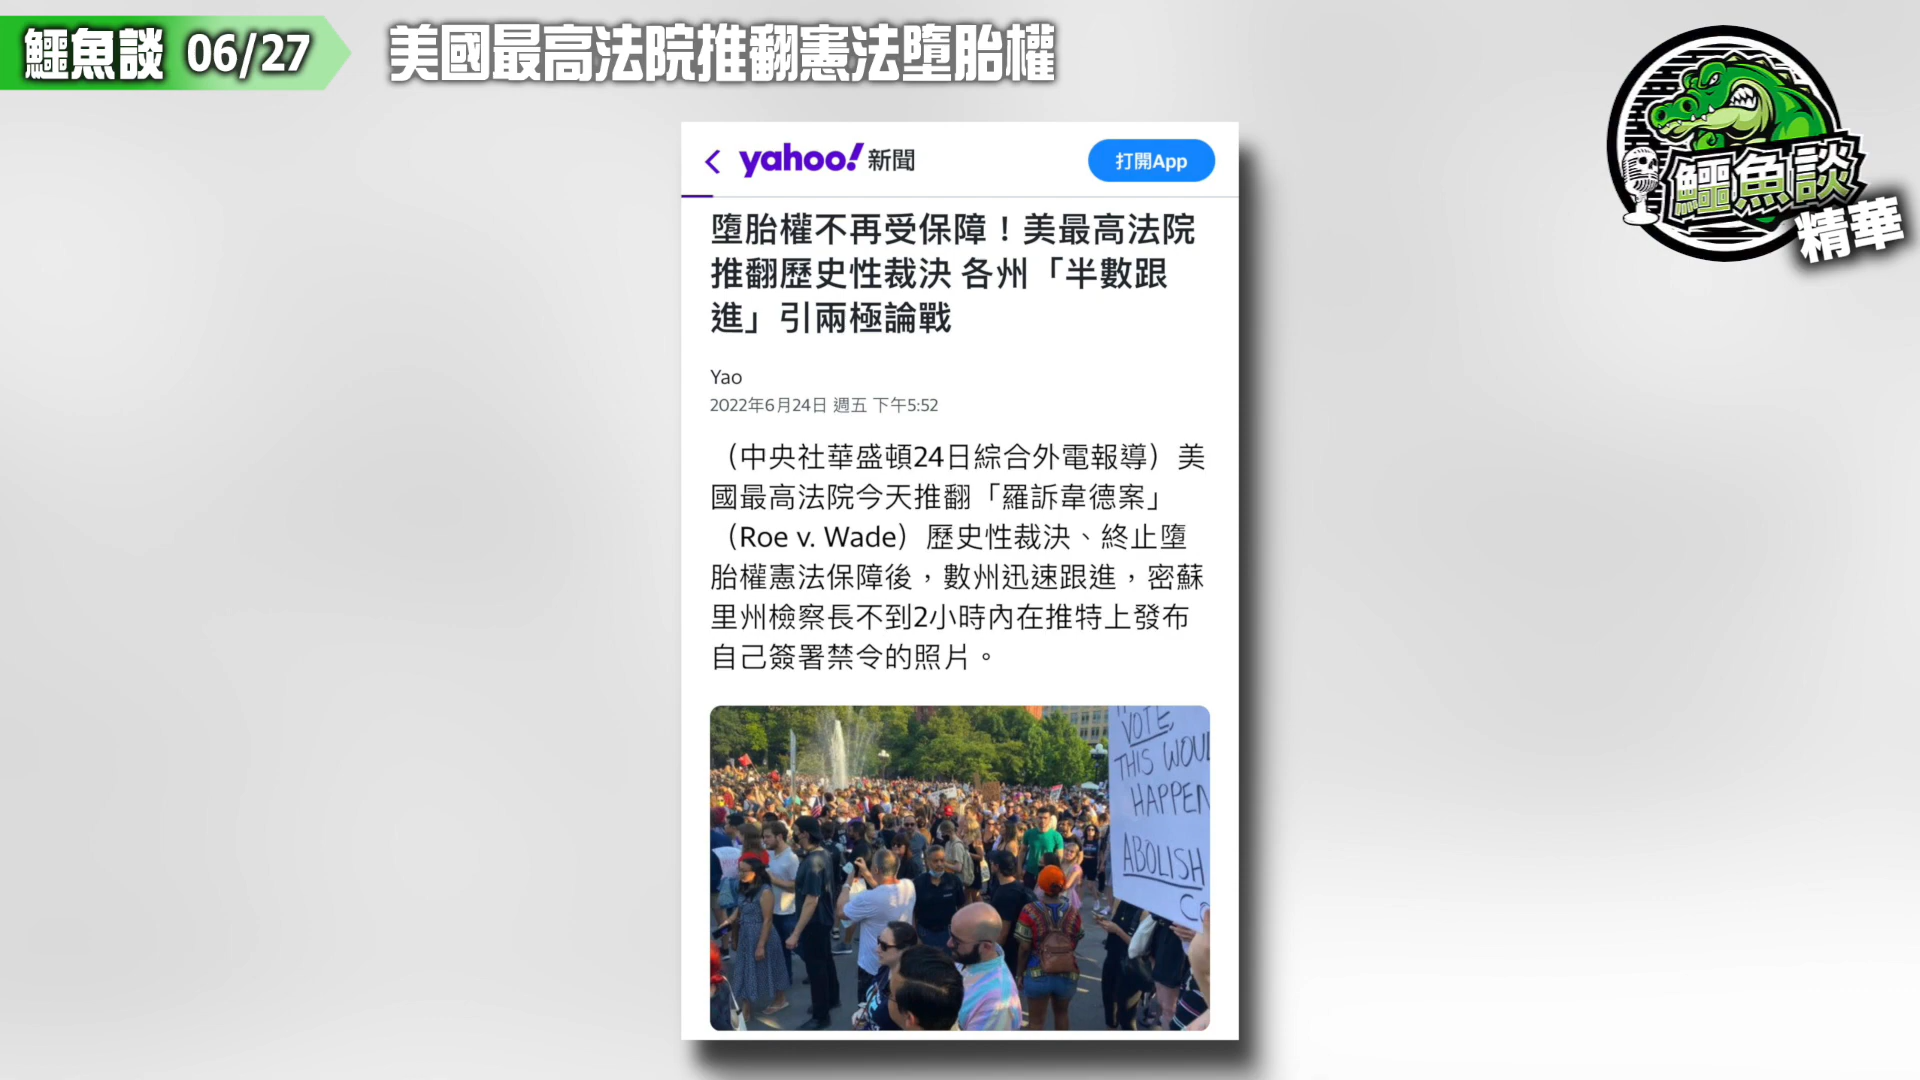 鱷魚談 06/27
美國最高法院推翻憲法墮胎權
鱷魚談
精華
yahoo!新聞
打開App
墮胎權不再受保障！美最高法院
推翻歷史性裁決 各州「半數跟
進」引兩極論戰
Yao
2022年6月24日 週五 下午5:52
（中央社華盛頓24日綜合外電報導）美
國最高法院今天推翻「羅訴韋德案」
（Roe v. Wade）歷史性裁決、終止墮
胎權憲法保障後，數州迅速跟進，密蘇
里州檢察長不到2小時內在推特上發布
自己簽署禁令的照片。
VOTE,
THIS WOUL
HAPPEN
ABOLISH